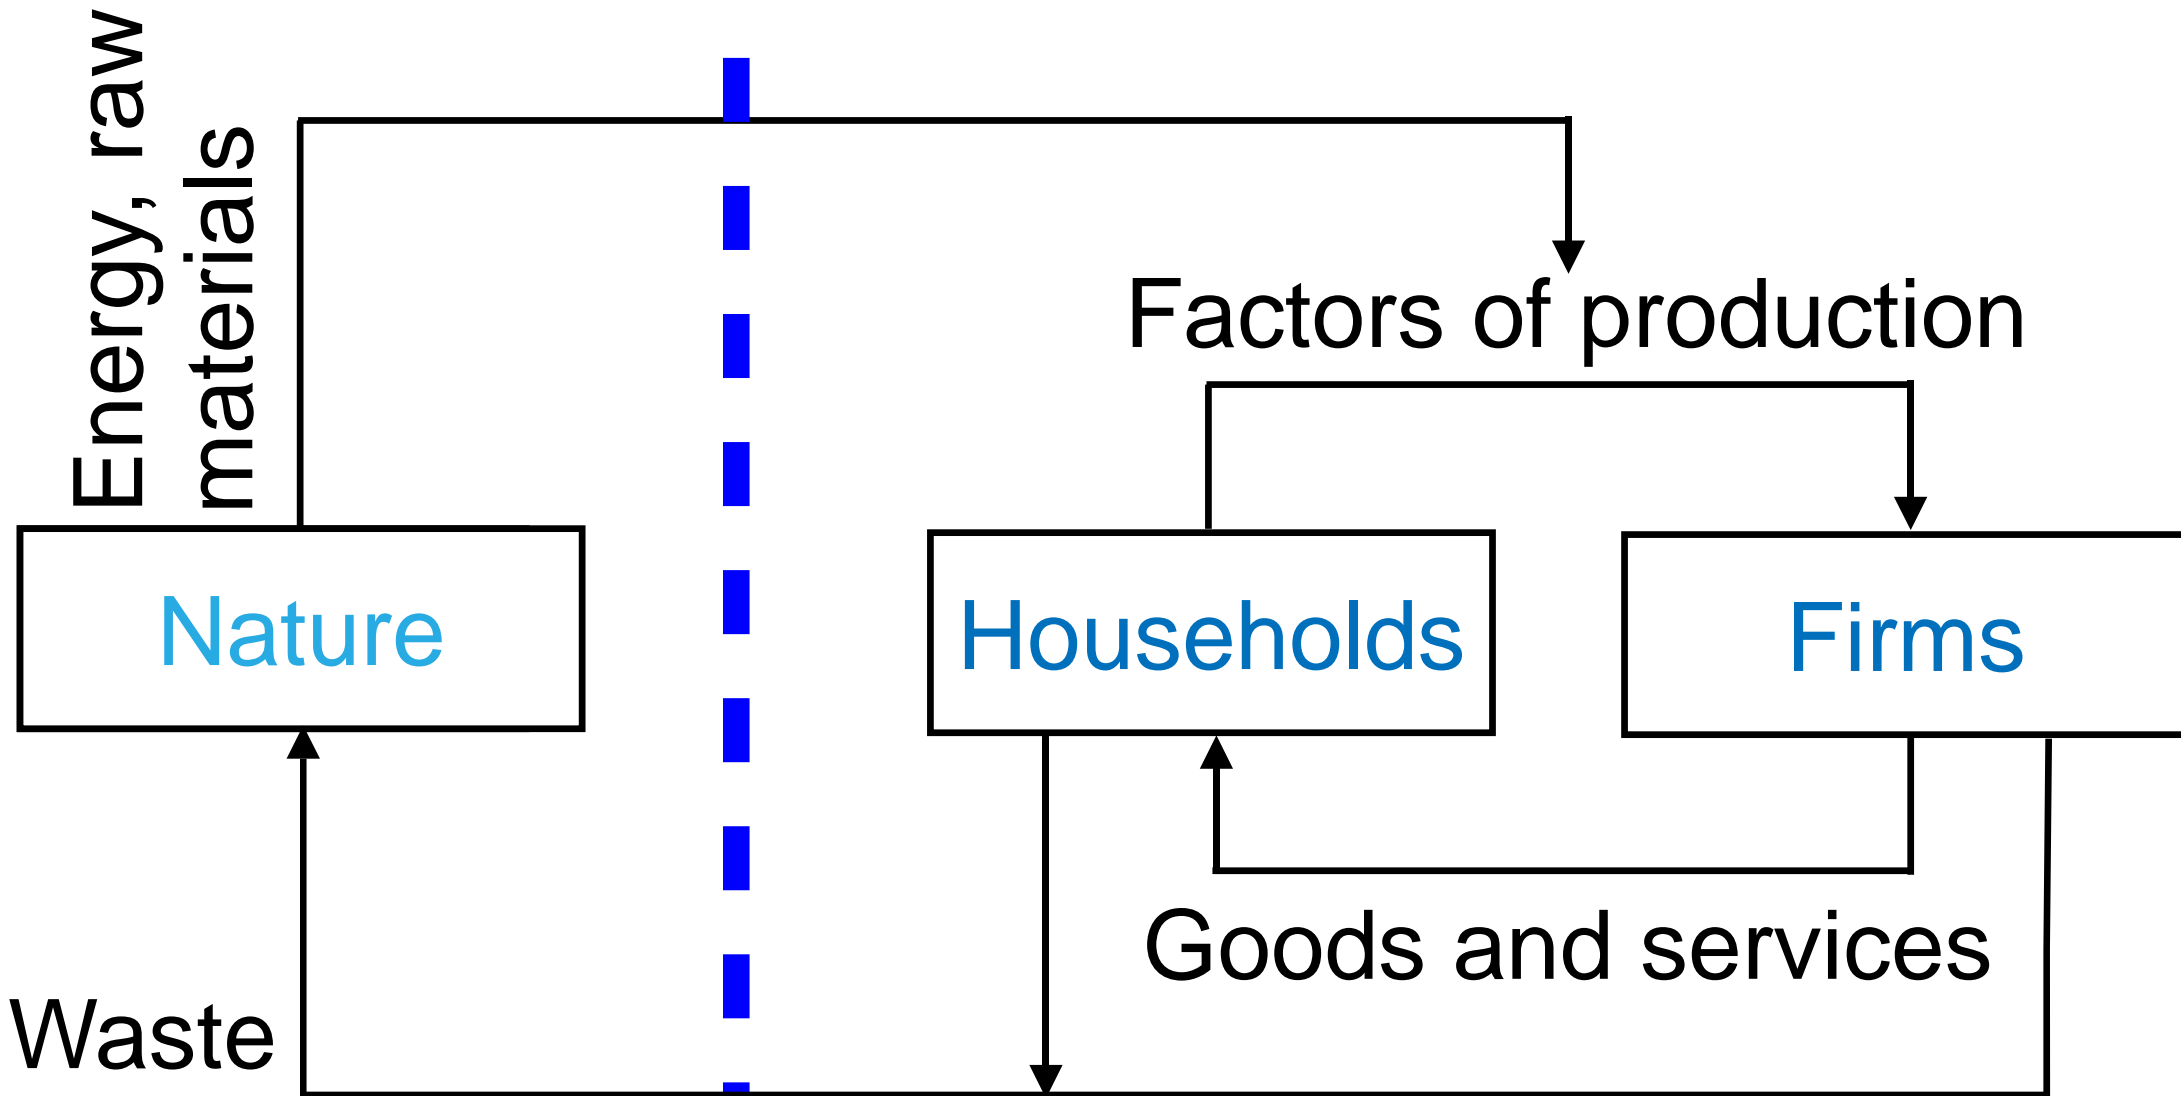 Energy, raw
materials
Factors of production
Nature
Households
Firms
Goods and services
Waste